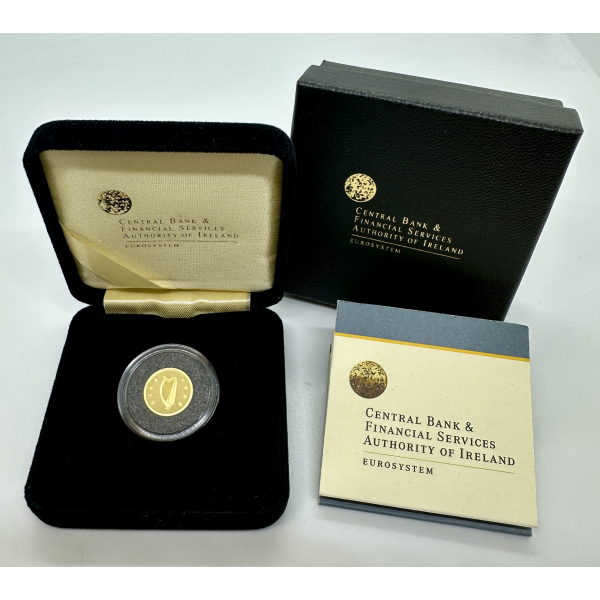 CENTRAL BANK &
FINANCIAL SERVICES
AUTHORITY OF IRELAND
EUROSYSTEM
CENTRAL BANK &
FINANCIAL SERVICES
AUTHORITY OF IRELAND
EUROSYSTEM
CENTRAL BANK &
FINANCIAL SERVICES
AUTHORITY OF IRELAND
EUROSYSTEM